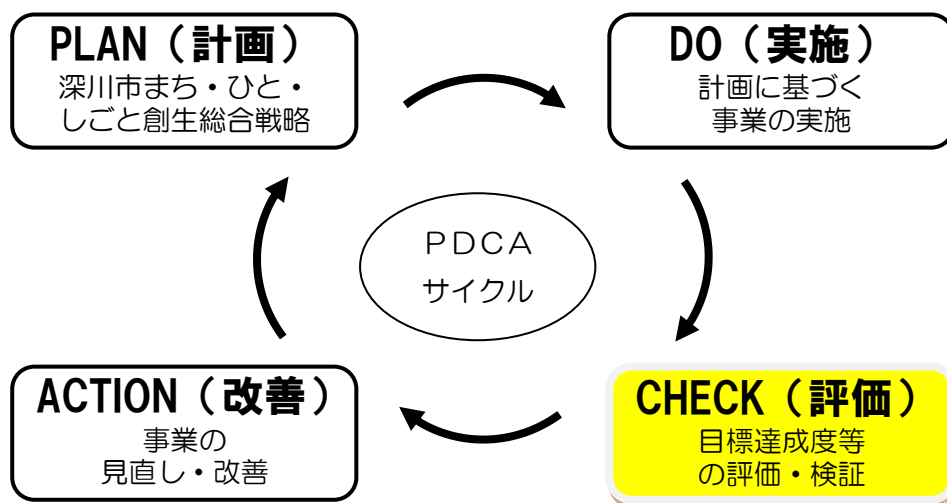 PLAN（計画）
深川市まち・ひと・
しごと創生総合戦略
DO（実施）
計画に基づく
事業の実施
PDCA
サイクル
ACTION（改善）
事業の
見直し・改善
CHECK（評価）
目標達成度等
の評価・検証